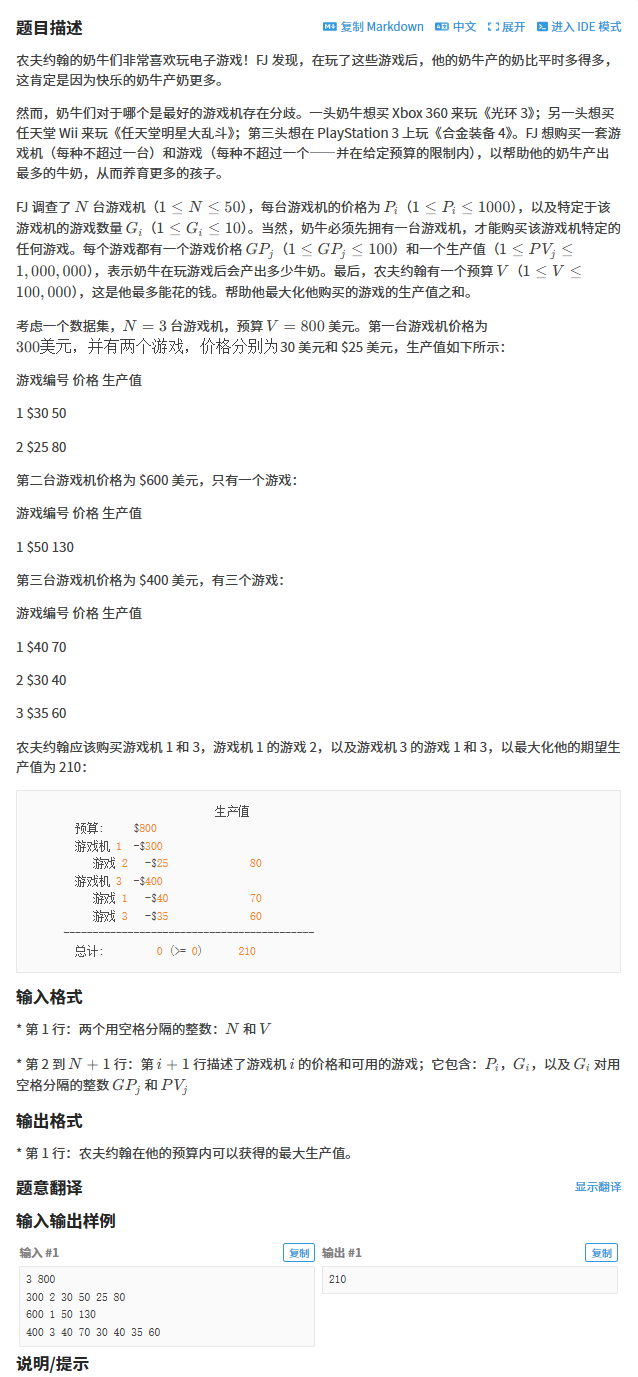 题目描述 复制 Markdown 中文 展开 进入 IDE 模式
农夫约翰的奶牛们非常喜欢玩电子游戏！FJ 发现，在玩了这些游戏后，他的奶牛产的奶比平时多得多，
这肯定是因为快乐的奶牛产奶更多。
然而，奶牛们对于哪个是最好的游戏机存在分歧。一头奶牛想买 Xbox 360 来玩《光环 3》；另一头想买
任天堂 Wii 来玩《任天堂明星大乱斗》；第三头想在 PlayStation 3 上玩《合金装备 4》。FJ 想购买一套游
戏机（每种不超过一台）和游戏（每种不超过一个——并在给定预算的限制内），以帮助他的奶牛产出
最多的牛奶，从而养育更多的孩子。
FJ 调查了 N 台游戏机（1 ≤ N ≤ 50），每台游戏机的价格为 P_i（1 ≤ P_i ≤ 1000），以及特定于该
游戏机的游戏数量 G_i（1 ≤ G_i ≤ 10）。当然，奶牛必须先拥有一台游戏机，才能购买该游戏机特定的
任何游戏。每个游戏都有一个游戏价格 GP_j（1 ≤ GP_j ≤ 100）和一个生产值（1 ≤ PV_j ≤
1,000,000），表示奶牛在玩游戏后会产出多少牛奶。最后，农夫约翰有一个预算 V（1 ≤ V ≤
100,000），这是他最多能花的钱。帮助他最大化他购买的游戏的生产值之和。
考虑一个数据集，N = 3 台游戏机，预算 V = 800 美元。第一台游戏机价格为
300美元，并有两个游戏，价格分别为30 美元和 $25 美元，生产值如下所示：
游戏编号 价格 生产值
1 $30 50
2 $25 80
第二台游戏机价格为 $600 美元，只有一个游戏：
游戏编号 价格 生产值
1 $50 130
第三台游戏机价格为 $400 美元，有三个游戏：
游戏编号 价格 生产值
1 $40 70
2 $30 40
3 $35 60
农夫约翰应该购买游戏机 1 和 3，游戏机 1 的游戏 2，以及游戏机 3 的游戏 1 和 3，以最大化他的期望生
产值为 210：
生产值
预算: $800
游戏机 1 -$300
游戏 2 -$25 80
游戏机 3 -$400
游戏 1 -$40 70
游戏 3 -$35 60
-------------------------------------------
总计: 0 (>= 0) 210
输入格式
* 第 1 行：两个用空格分隔的整数：N 和 V
* 第 2 到 N + 1 行：第 i + 1 行描述了游戏机 i 的价格和可用的游戏；它包含：P_i，G_i，以及 G_i 对用
空格分隔的整数 GP_j 和 PV_j
输出格式
* 第 1 行：农夫约翰在他的预算内可以获得的最大生产值。
题意翻译 显示翻译
输入输出样例
输入 #1 复制 输出 #1 复制
3 800 210
300 2 30 50 25 80
600 1 50 130
400 3 40 70 30 40 35 60
说明/提示